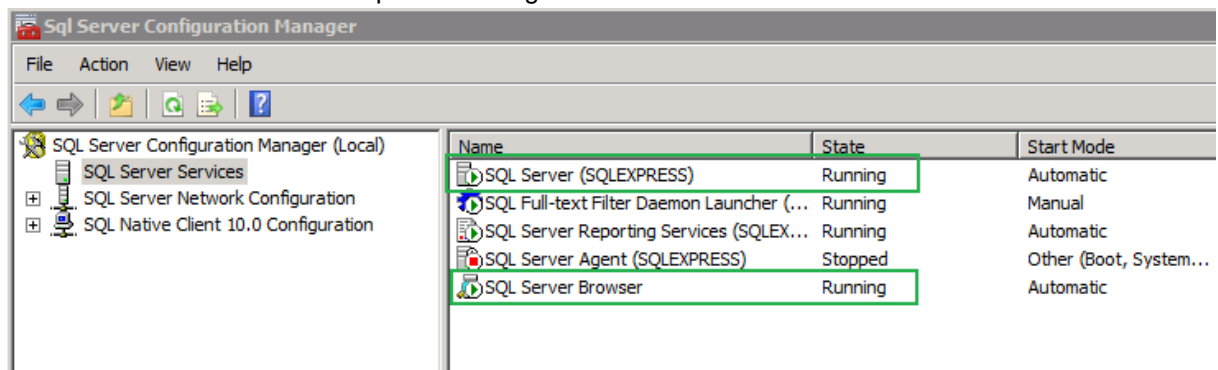 Sql Server Configuration Manager
File Action View Help
SQL Server Configuration Manager (Local)
SQL Server Services
SQL Server Network Configuration
SQL Native Client 10.0 Configuration
Name State Start Mode
SQL Server (SQLEXPRESS) Running Automatic
SQL Full-text Filter Daemon Launcher (... Running Manual
SQL Server Reporting Services (SQLEX... Running Automatic
SQL Server Agent (SQLEXPRESS) Stopped Other (Boot, System...
SQL Server Browser Running Automatic